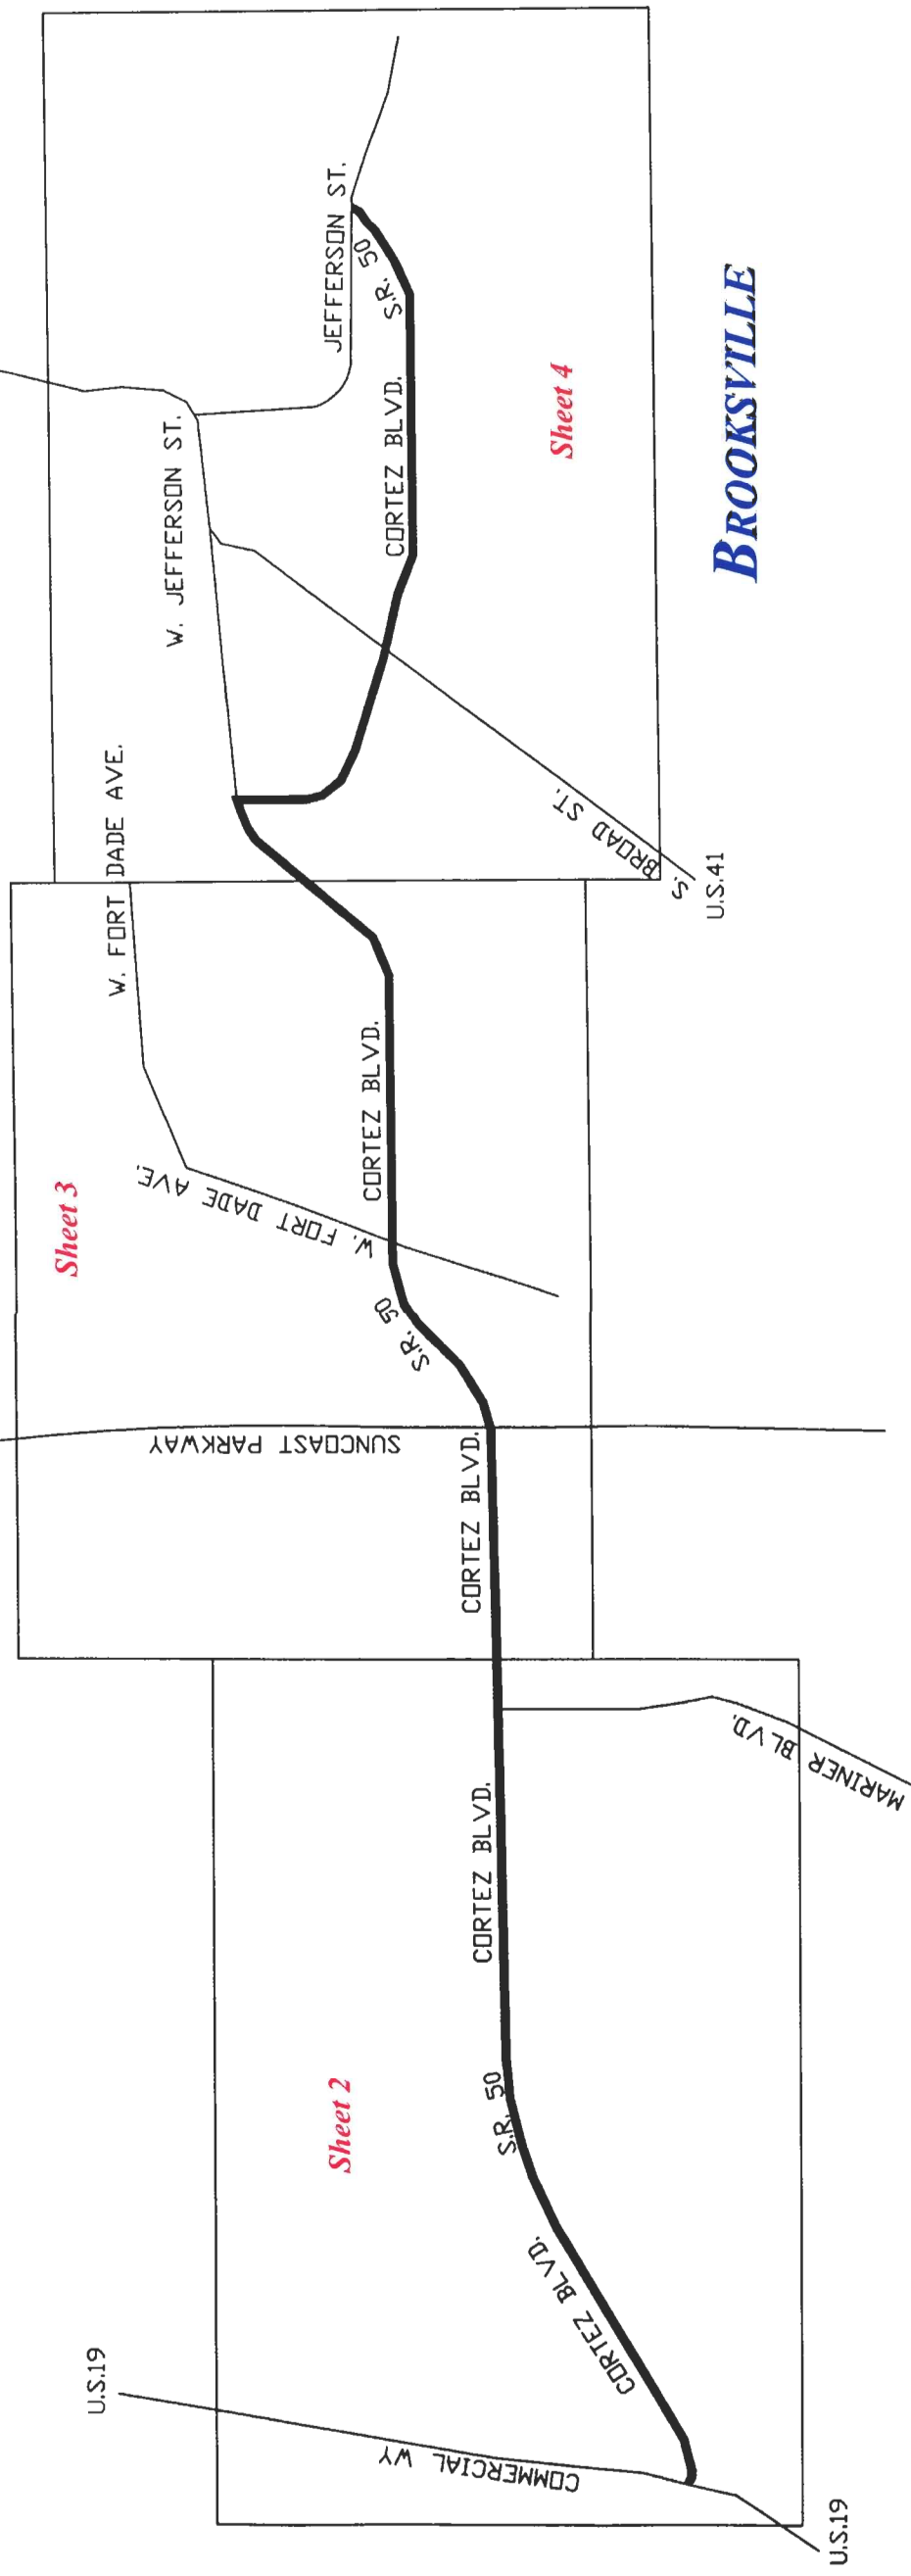 U.S.19
COMMERCIAL WY
U.S.19
Sheet 2
CORTEZ BLVD.
S.R. 50
CORTEZ BLVD.
MARINER BLVD.
Sheet 3
SUNCOAST PARKWAY
CORTEZ BLVD.
S.R. 50
W. FORT DADE AVE.
CORTEZ BLVD.
W. FORT DADE AVE.
S. BROAD ST.
U.S.41
W. JEFFERSON ST.
CORTEZ BLVD.
S.R. 50
JEFFERSON ST.
Sheet 4
BROOKSVILLE